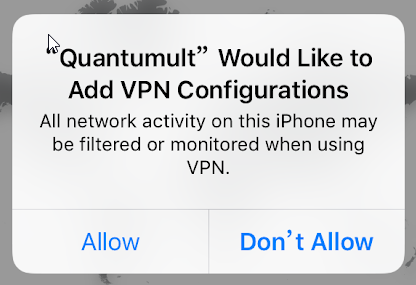 “Quantumult” Would Like to
Add VPN Configurations
All network activity on this iPhone may
be filtered or monitored when using
VPN.
Allow
Don’t Allow